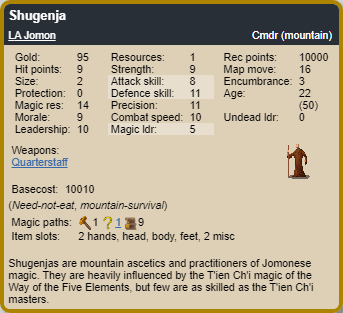 Shugenja
LA Jomon Cmdr (mountain)
Gold: 95 Resources: 1 Rec points: 10000
Hit points: 9 Strength: 9 Map move: 16
Size: 2 Attack skill: 8 Encumbrance: 3
Protection: 0 Defence skill: 11 Age: 22
Magic res: 14 Precision: 11 (50)
Morale: 9 Combat speed: 10 Undead ldr: 0
Leadership: 10 Magic ldr: 5
Weapons:
Quarterstaff
Basecost: 10010
(Need-not-eat, mountain-survival)
Magic paths: 1 ? 1 9
Item slots: 2 hands, head, body, feet, 2 misc
Shugenjas are mountain ascetics and practitioners of Jomonese
magic. They are heavily influenced by the T'ien Ch'i magic of the
Way of the Five Elements, but few are as skilled as the T'ien Ch'i
masters.